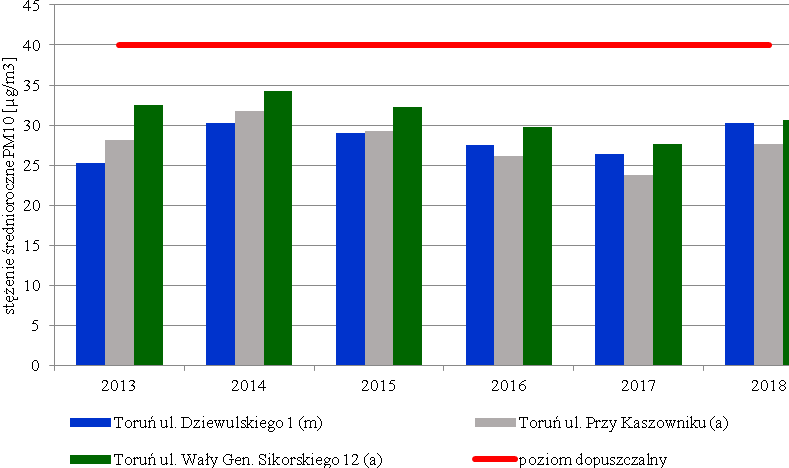 stężenie średnioroczne PM10 [µg/m3]
45
40
35
30
25
20
15
10
5
0
2013 2014 2015 2016 2017 2018
Toruń ul. Dziewulskiego 1 (m) Toruń ul. Przy Kaszowniku (a)
Toruń ul. Wały Gen. Sikorskiego 12 (a) poziom dopuszczalny